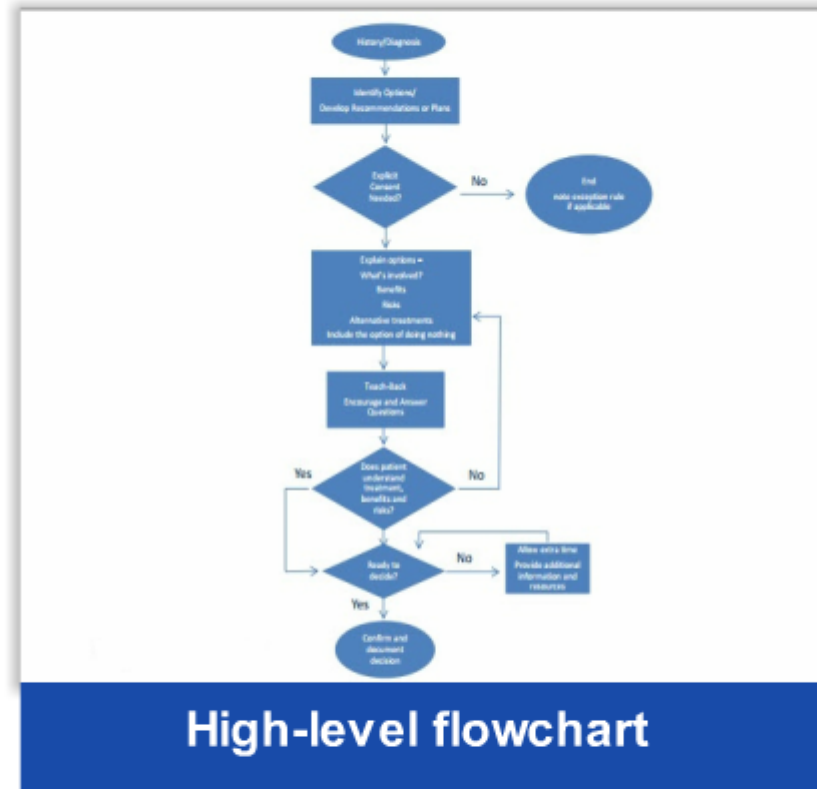 History/Diagnosis
Identify Options/
Develop Recommendations or Plans
Explicit
Consent
Needed?
No
End
note exception rule
if applicable
Explain options –
What's involved?
Benefits
Risks
Alternative treatments
Include the option of doing nothing
Teach-Back
Encourage and Answer
Questions
Yes
Does patient
understand
treatment,
benefits and
risks?
No
Ready to
decide?
No
Allow extra time
Provide additional
information and
resources
Yes
Confirm and
document
decision
High-level flowchart